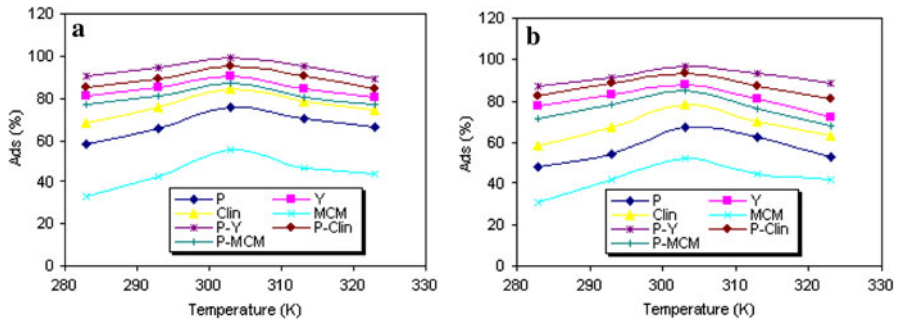 a
Ads (%)
120
100
80
60
40
20
0
P
Y
Clin
MCM
P-Y
P-Clin
P-MCM
280
290
300
310
320
330
Temperature (K)
b
Ads (%)
120
100
80
60
40
20
0
P
Y
Clin
MCM
P-Y
P-Clin
P-MCM
280
290
300
310
320
330
Temperature (K)